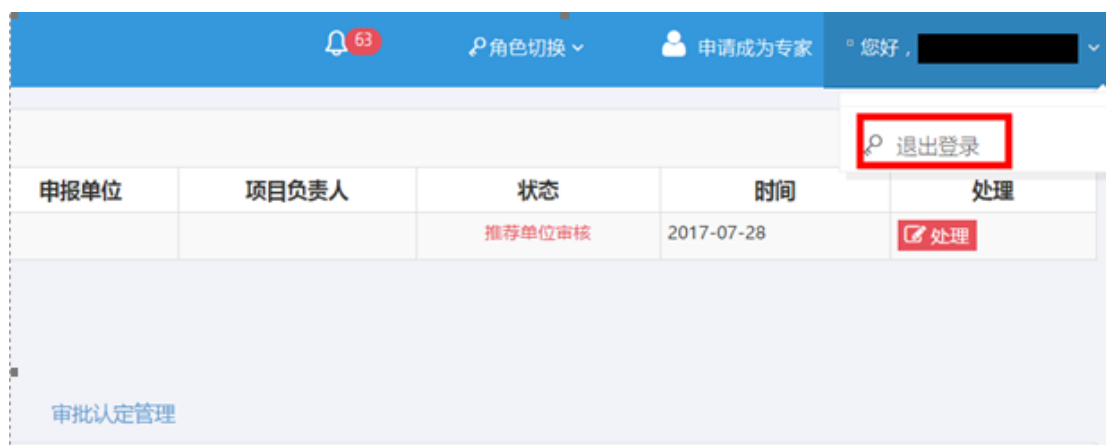 63 角色切换 申请成为专家 您好，
退出登录
申报单位 项目负责人 状态 时间 处理
推荐单位审核 2017-07-28 处理
审批认定管理